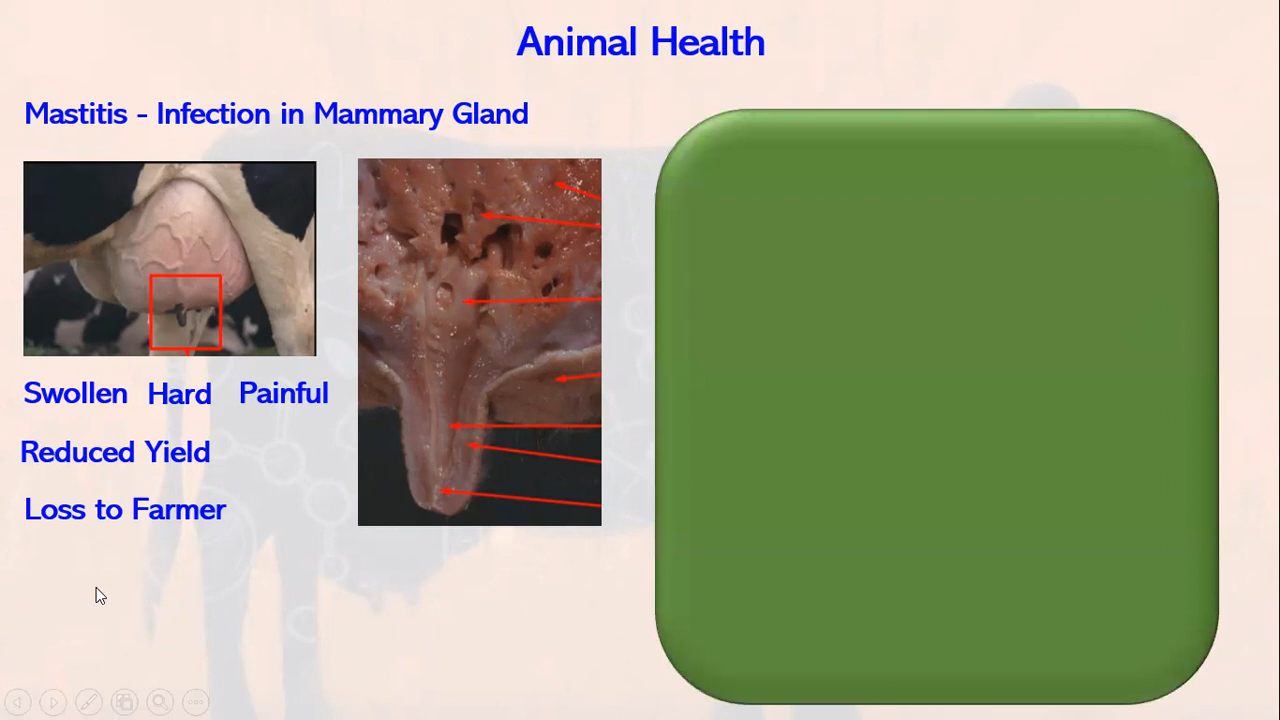 Animal Health
Mastitis - Infection in Mammary Gland
Swollen Hard Painful
Reduced Yield
Loss to Farmer